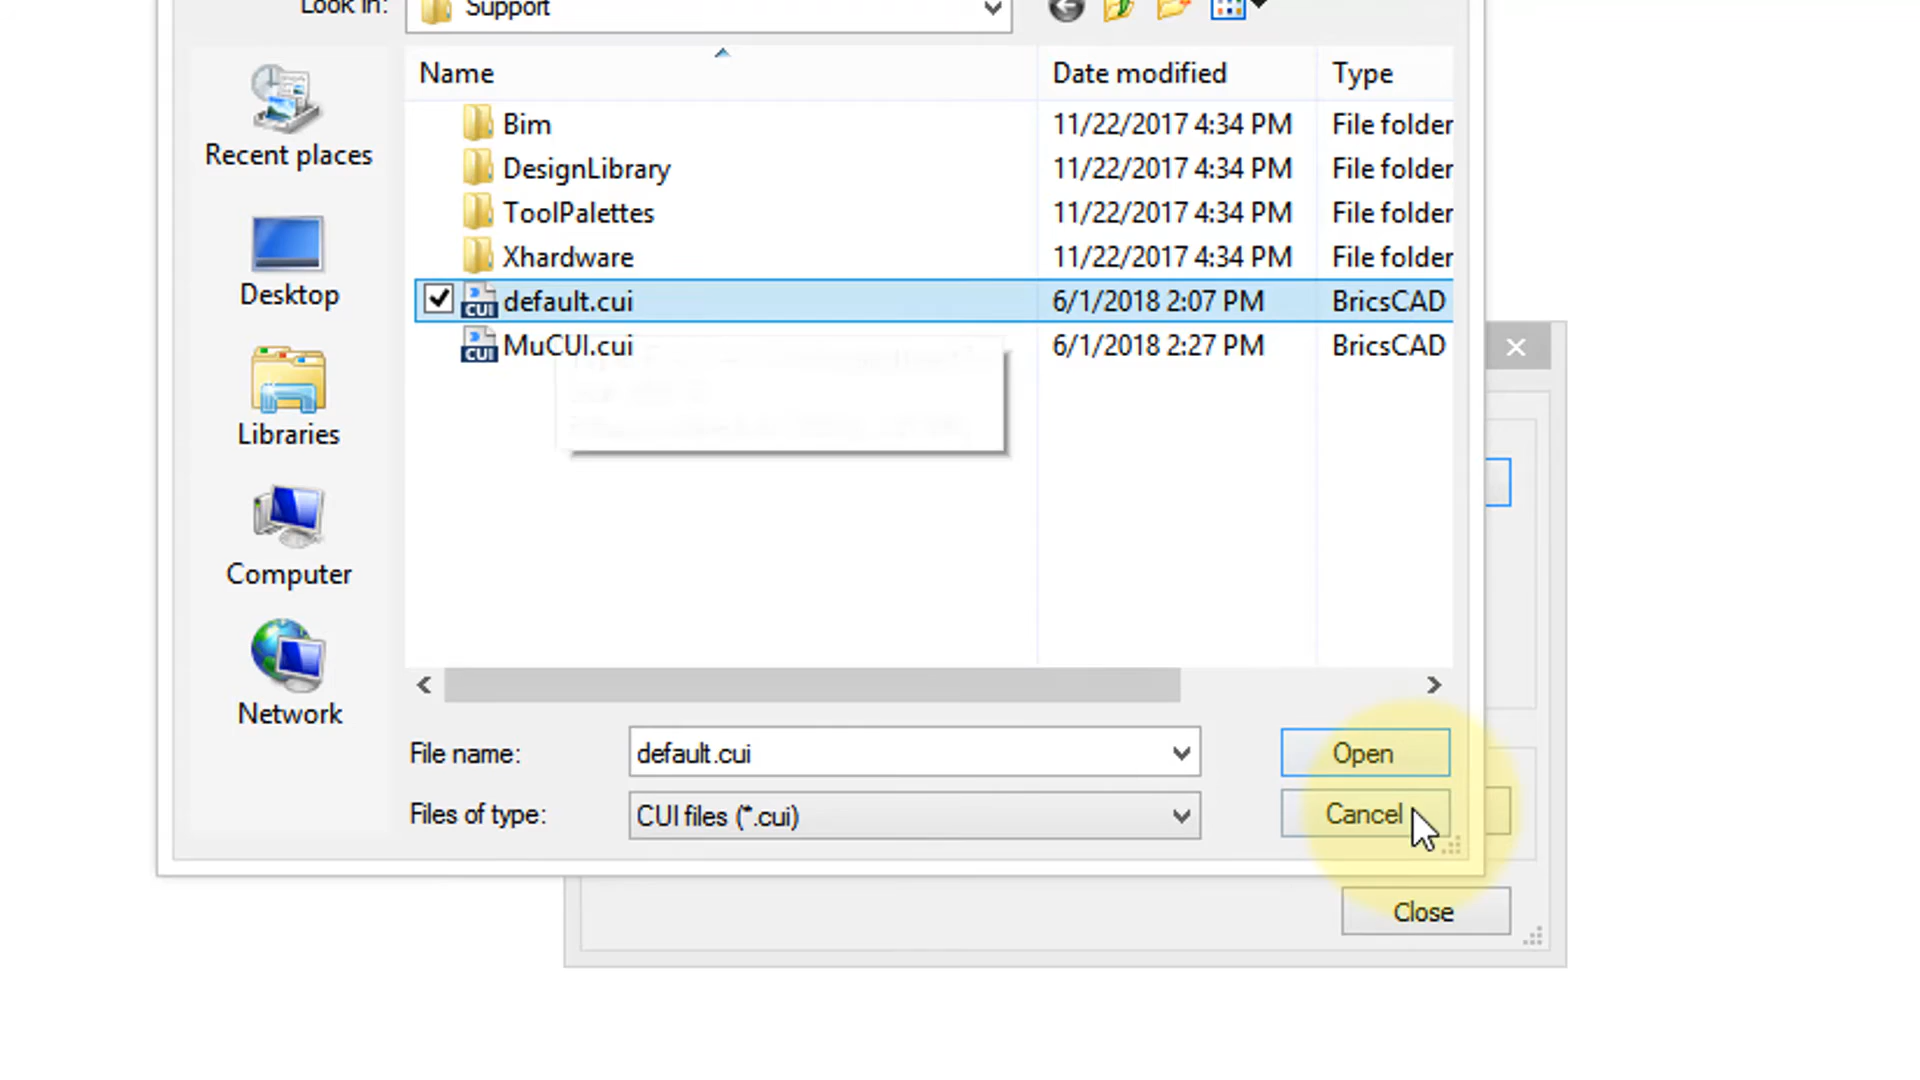 Look in: Support
Name Date modified Type
Bim 11/22/2017 4:34 PM File folder
DesignLibrary 11/22/2017 4:34 PM File folder
ToolPalettes 11/22/2017 4:34 PM File folder
Xhardware 11/22/2017 4:34 PM File folder
CUI default.cui 6/1/2018 2:07 PM BricsCAD
CUI MuCUI.cui 6/1/2018 2:27 PM BricsCAD
Recent places
Desktop
Libraries
Computer
Network
File name: default.cui Open
Files of type: CUI files (*.cui) Cancel
Close